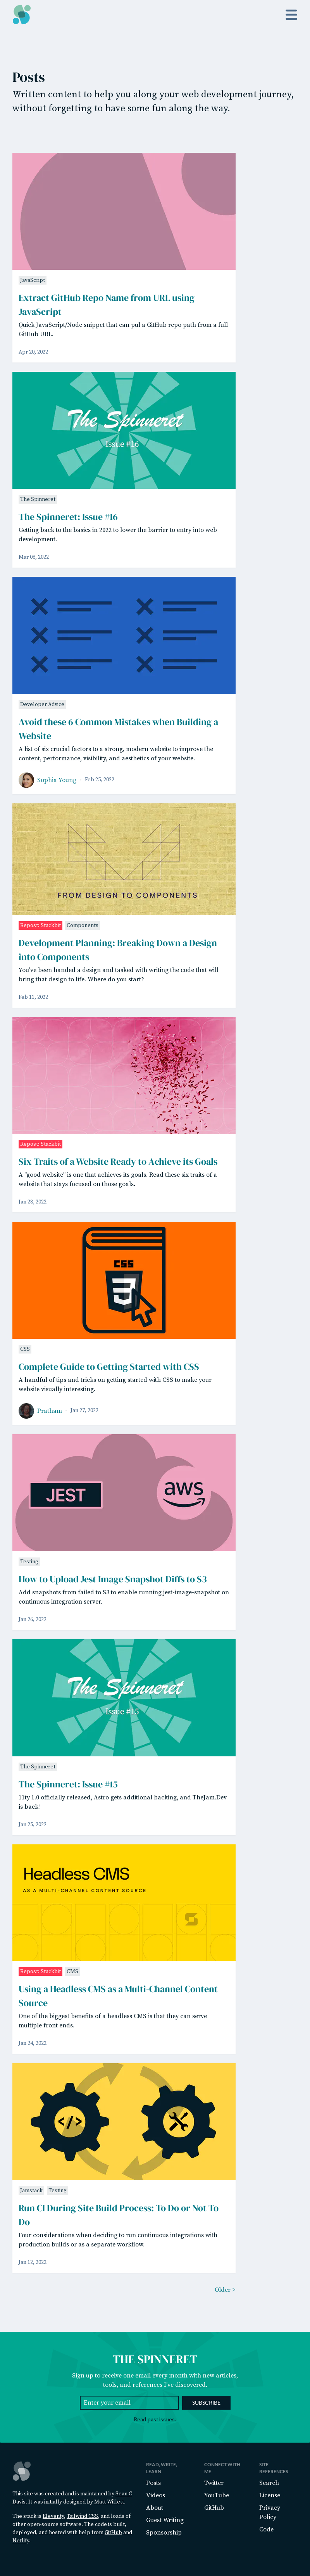 Posts
Written content to help you along your web development journey,
without forgetting to have some fun along the way.
JavaScript
Extract GitHub Repo Name from URL using
JavaScript
Quick JavaScript/Node snippet that can pul a GitHub repo path from a full
GitHub URL.
Apr 20, 2022
The Spinneret
Issue #16
The Spinneret
The Spinneret: Issue #16
Getting back to the basics in 2022 to lower the barrier to entry into web
development.
Mar 06, 2022
Developer Advice
Avoid these 6 Common Mistakes when Building a
Website
A list of six crucial factors to a strong, modern website to improve the
content, performance, visibility, and aesthetics of your website.
Sophia Young
Feb 25, 2022
FROM DESIGN TO COMPONENTS
Repost: Stackbit Components
Development Planning: Breaking Down a Design
into Components
You've been handed a design and tasked with writing the code that will
bring that design to life. Where do you start?
Feb 11, 2022
Repost: Stackbit
Six Traits of a Website Ready to Achieve its Goals
A "good website" is one that achieves its goals. Read these six traits of a
website that stays focused on those goals.
Jan 28, 2022
CSS
CSS
Complete Guide to Getting Started with CSS
A handful of tips and tricks on getting started with CSS to make your
website visually interesting.
Pratham
Jan 27, 2022
JEST
aws
Testing
How to Upload Jest Image Snapshot Diffs to S3
Add snapshots from failed to S3 to enable running jest-image-snapshot on
continuous integration server.
Jan 26, 2022
The Spinneret
Issue #15
The Spinneret
The Spinneret: Issue #15
11ty 1.0 officially released, Astro gets additional backing, and TheJam.Dev
is back!
Jan 25, 2022
Headless CMS
AS A MULTI-CHANNEL CONTENT SOURCE
Repost: Stackbit CMS
Using a Headless CMS as a Multi-Channel Content
Source
One of the biggest benefits of a headless CMS is that they can serve
multiple front ends.
Jan 24, 2022
</>
Jamstack Testing
Run CI During Site Build Process: To Do or Not To
Do
Four considerations when deciding to run continuous integrations with
production builds or as a separate workflow.
Jan 12, 2022
Older >
THE SPINNERET
Sign up to receive one email every month with new articles,
tools, and references I've discovered.
Enter your email
SUBSCRIBE
Read past issues.
This site was created and is maintained by Sean C
Davis. It was initially designed by Matt Willett.
The stack is Eleventy, Tailwind CSS, and loads of
other open-source software. The code is built,
deployed, and hosted with help from GitHub and
Netlify.
READ, WRITE,
LEARN
Posts
Videos
About
Guest Writing
Sponsorship
CONNECT WITH
ME
Twitter
YouTube
GitHub
SITE
REFERENCES
Search
License
Privacy
Policy
Code